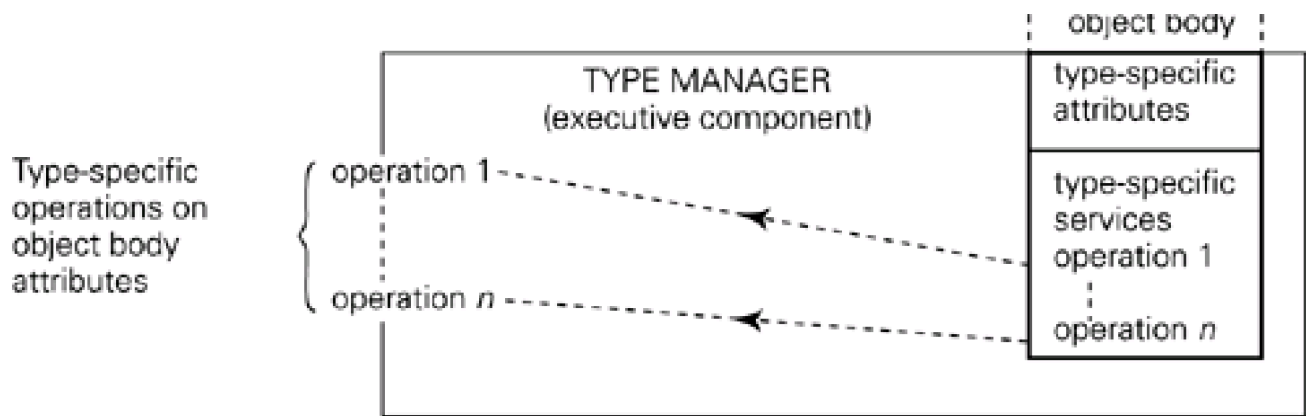 object body
TYPE MANAGER
(executive component)
type-specific
attributes
Type-specific
operations on
object body
attributes
operation 1
operation n
type-specific
services
operation 1
operation n